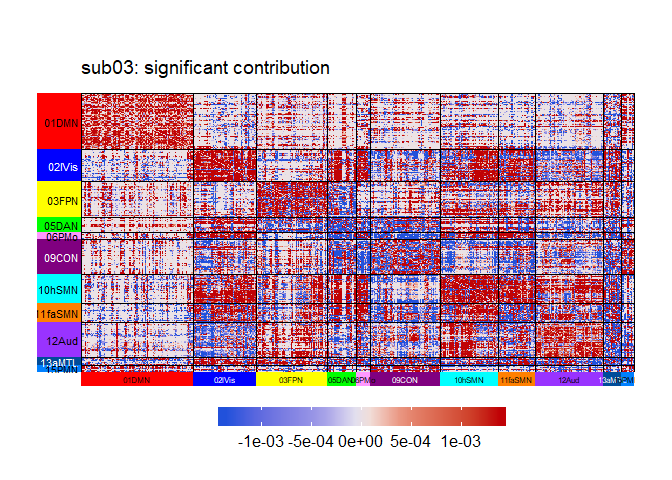 sub03: significant contribution
01DMN
02lVis
03FPN
05DAN
06PMo
09CON
10hSMN
11faSMN
12Aud
13aMTL
15PMN
01DMN 02lVis 03FPN 05DAN 09CON 10hSMN 11faSMN 12Aud
-1e-03 -5e-04 0e+00 5e-04 1e-03